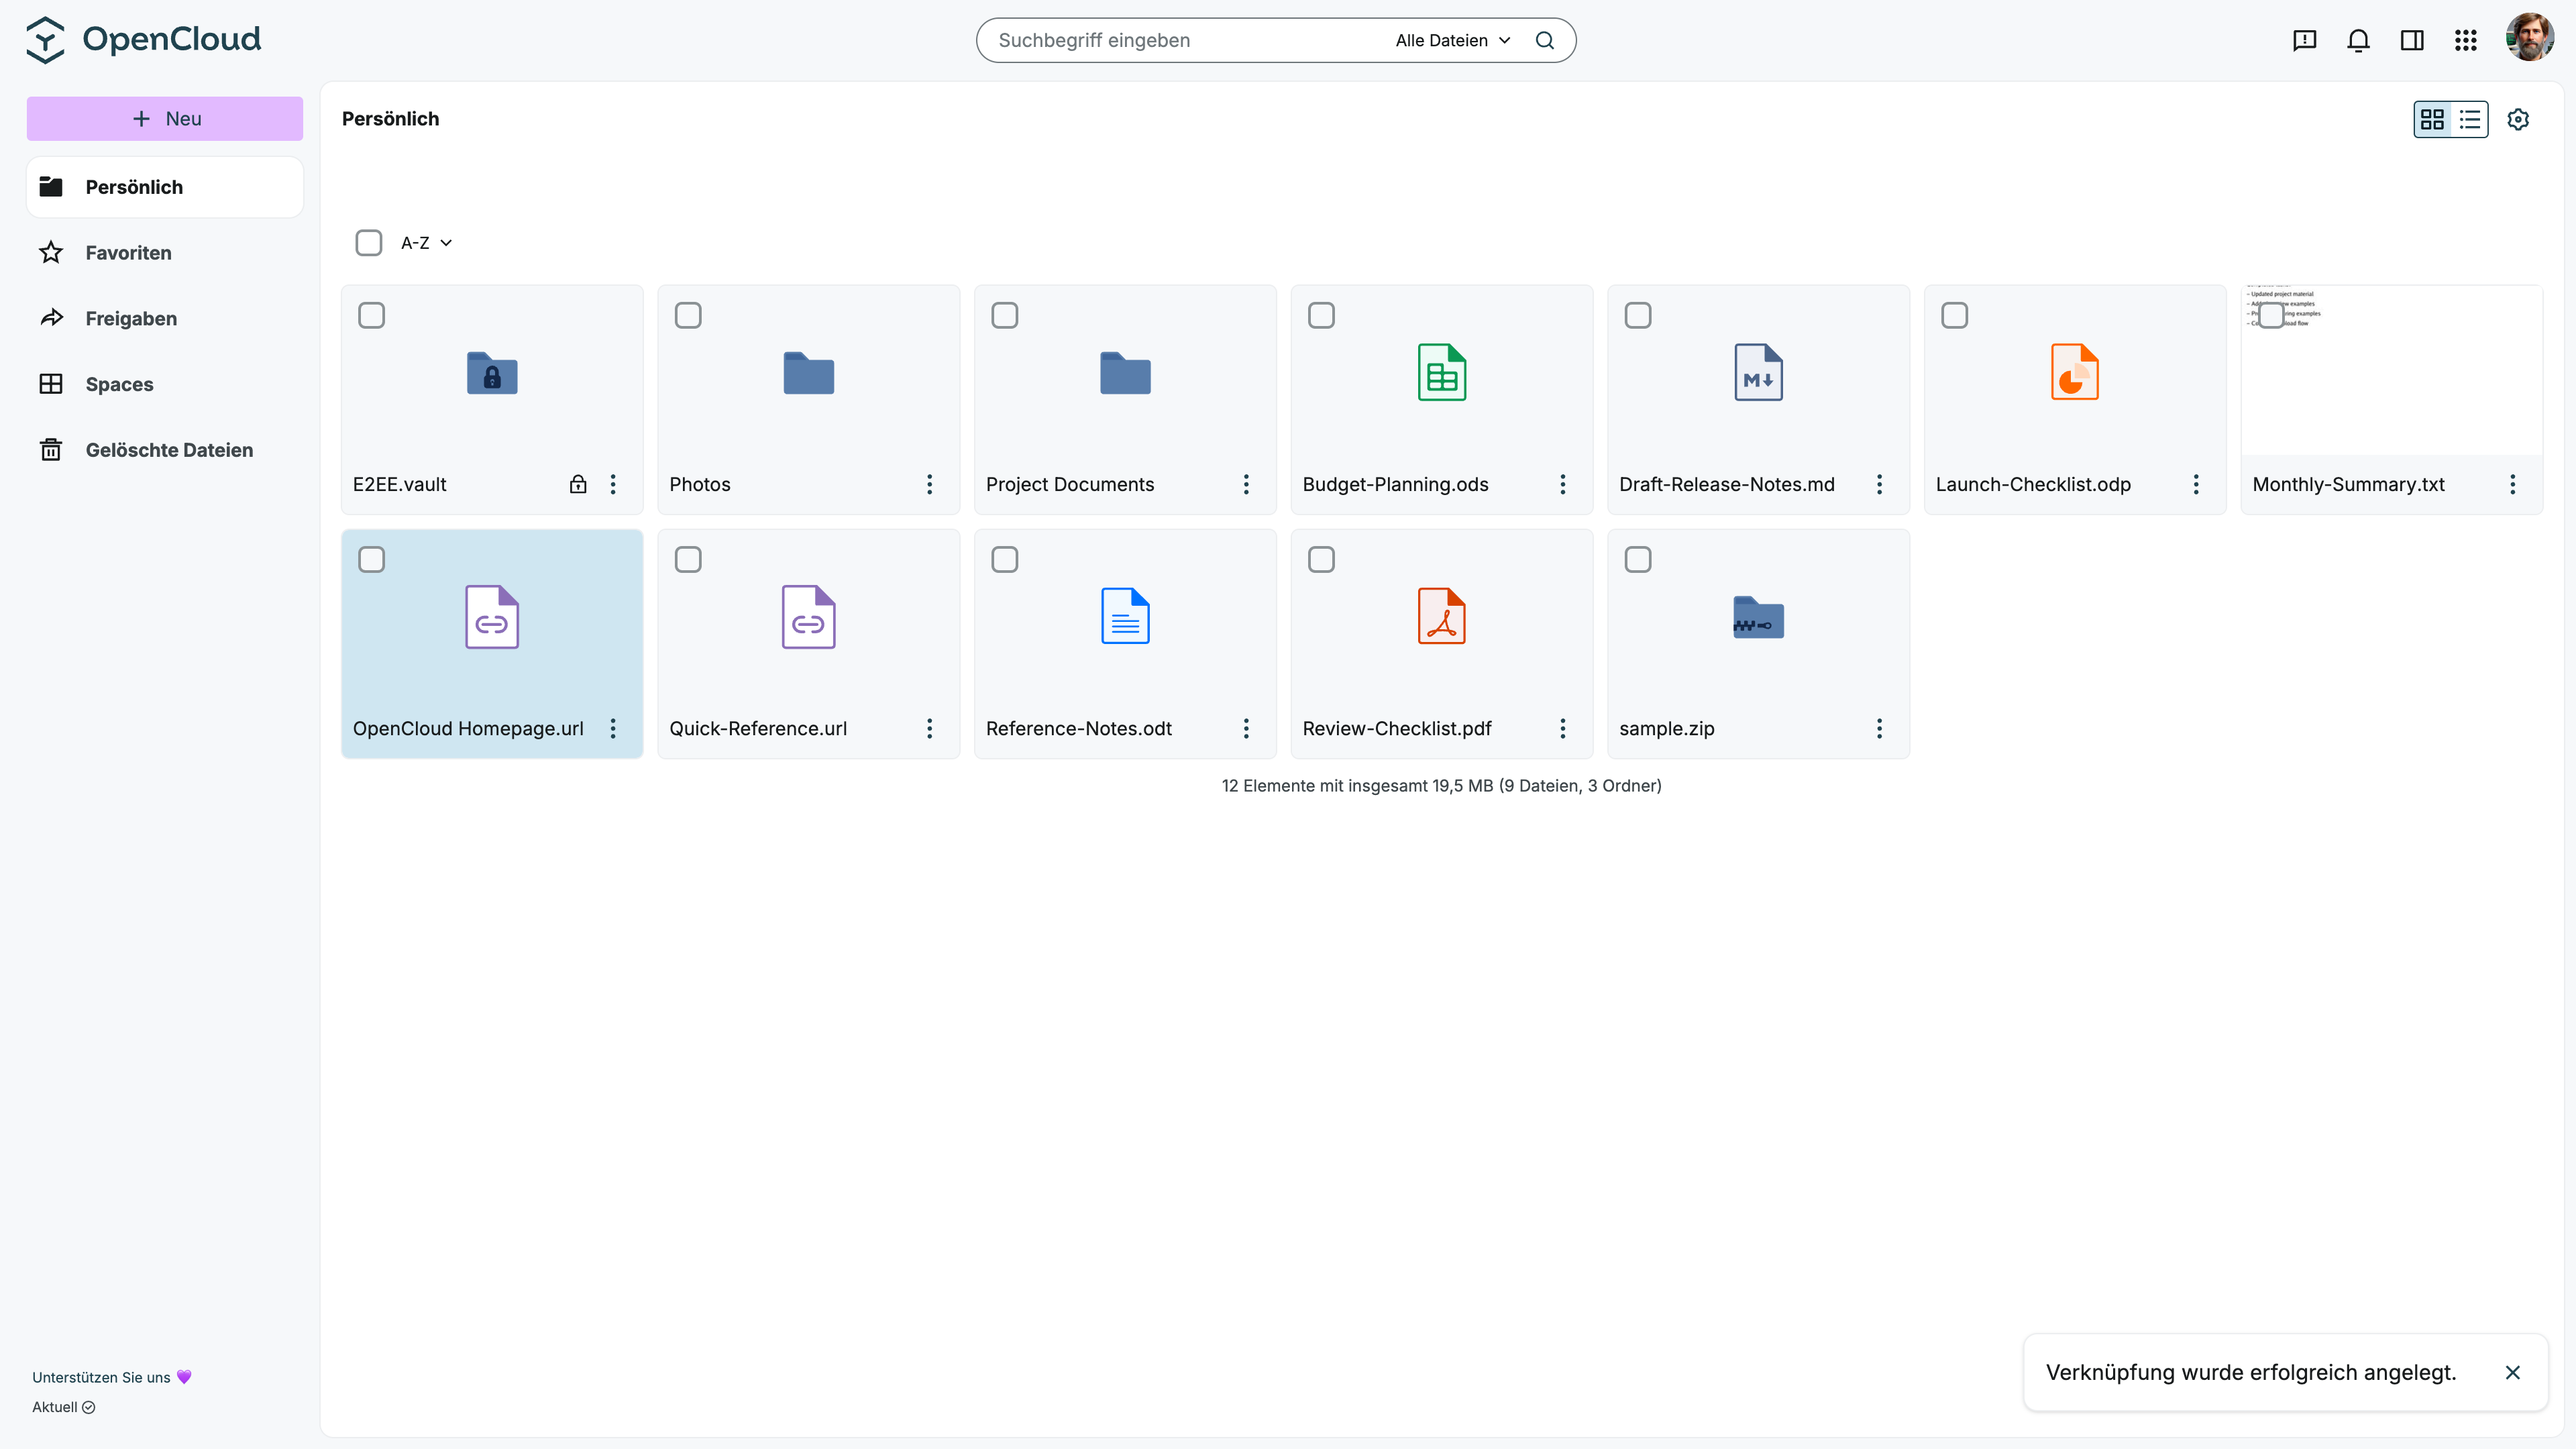 OpenCloud
Suchbegriff eingeben
Alle Dateien
Neu
Persönlich
Favoriten
Freigaben
Spaces
Gelöschte Dateien
Persönlich
A-Z
E2EE.vault
Photos
Project Documents
Budget-Planning.ods
M
Draft-Release-Notes.md
Launch-Checklist.odp
- Updated project material
Monthly-Summary.txt
OpenCloud Homepage.url
Quick-Reference.url
Reference-Notes.odt
Review-Checklist.pdf
sample.zip
12 Elemente mit insgesamt 19,5 MB (9 Dateien, 3 Ordner)
Unterstützen Sie uns 💜
Aktuell
Verknüpfung wurde erfolgreich angelegt.